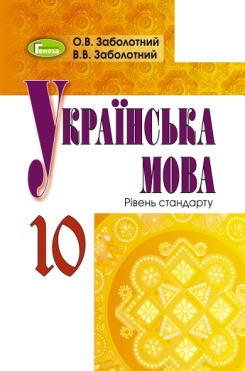 Генеза
О.В. Заболотний
В.В. Заболотний
УКРАЇНСЬКА
МОВА
Рівень стандарту
10